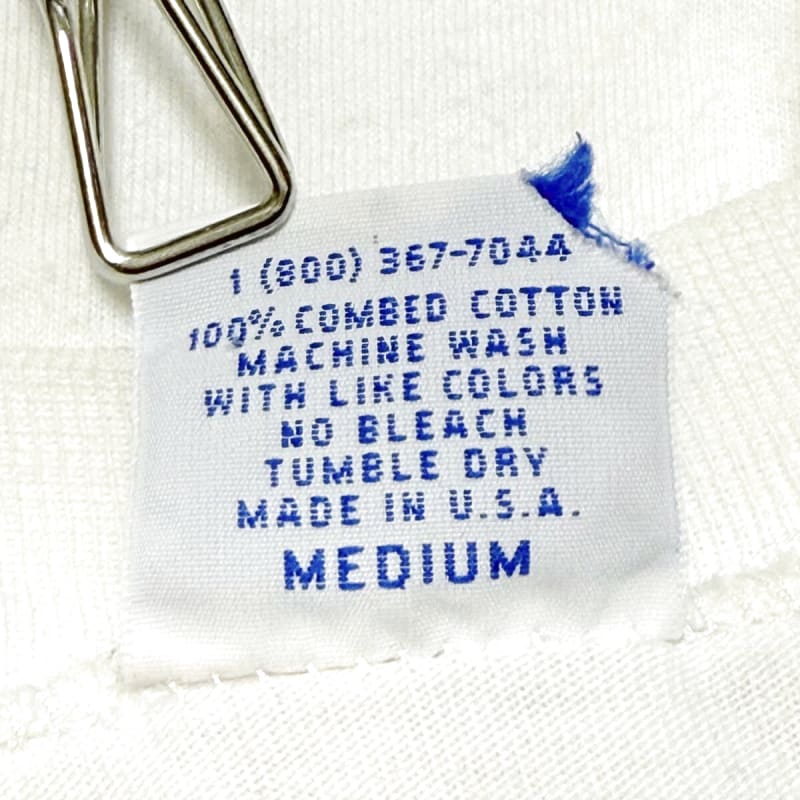 1 (800) 367-7044
100% COMBED COTTON
MACHINE WASH
WITH LIKE COLORS
NO BLEACH
TUMBLE DRY
MADE IN U.S.A.
MEDIUM